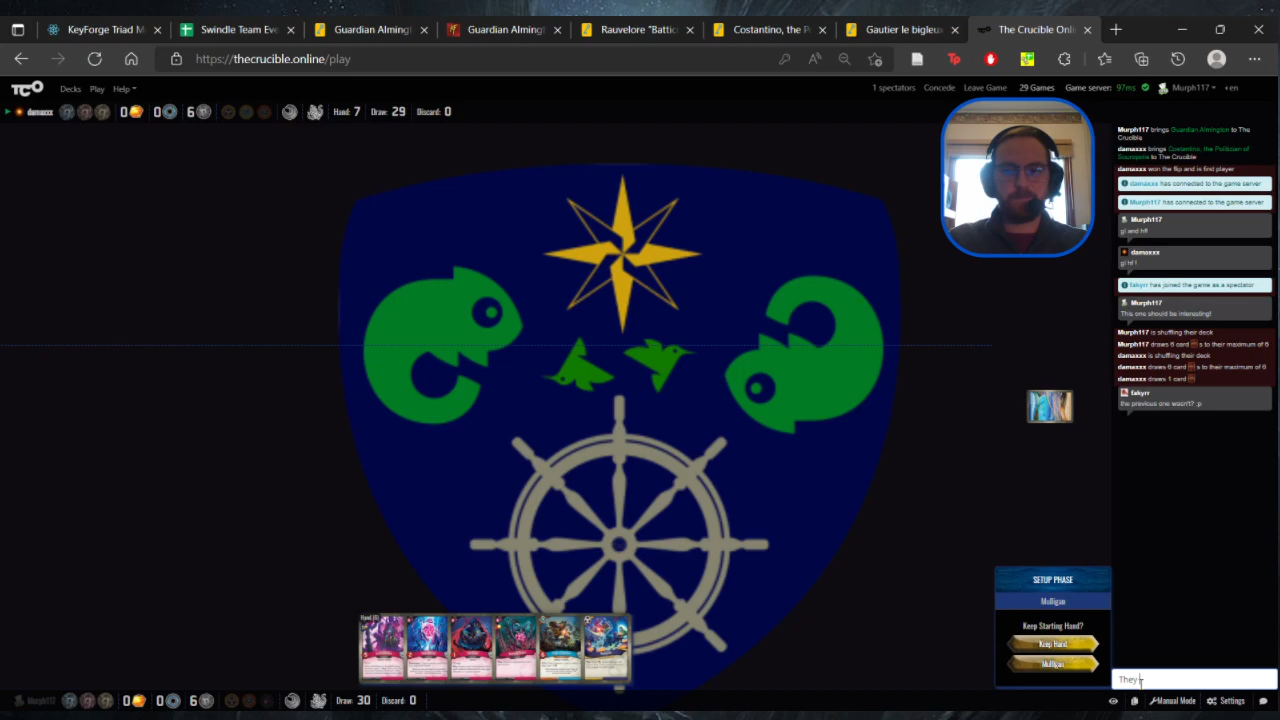 KeyForge Triad M
Swindle Team Eve
Guardian Almingt
Guardian Almingt
Rauvelore "Battic
Costantino, the P
Gautier le bigleu
The Crucible Onli
https://thecrucible.online/play
TCO
Decks
Play
Help
1 spectators
Concede
Leave Game
29 Games
Game server: 97ms
Murph117
en
damaxxx
0
0
6
Hand: 7
Draw: 29
Discard: 0
Murph117 brings Guardian Almington to The
Crucible
damaxxx brings Costantino, the Politician of
Souropolis to The Crucible
damaxxx won the flip and is first player
damaxxx has connected to the game server
Murph117 has connected to the game server
Murph117
gl and hf!
damaxxx
gl hf !
fakyrr has joined the game as a spectator
Murph117
This one should be interesting!
Murph117 is shuffling their deck
Murph117 draws 6 card s to their maximum of 6
damaxxx is shuffling their deck
damaxxx draws 6 card s to their maximum of 6
damaxxx draws 1 card
fakyrr
the previous one wasn't? :p
SETUP PHASE
Mulligan
Keep Starting Hand?
Keep Hand
Mulligan
Hand (6)
They
Murph117
0
0
6
Draw: 30
Discard: 0
Manual Mode
Settings